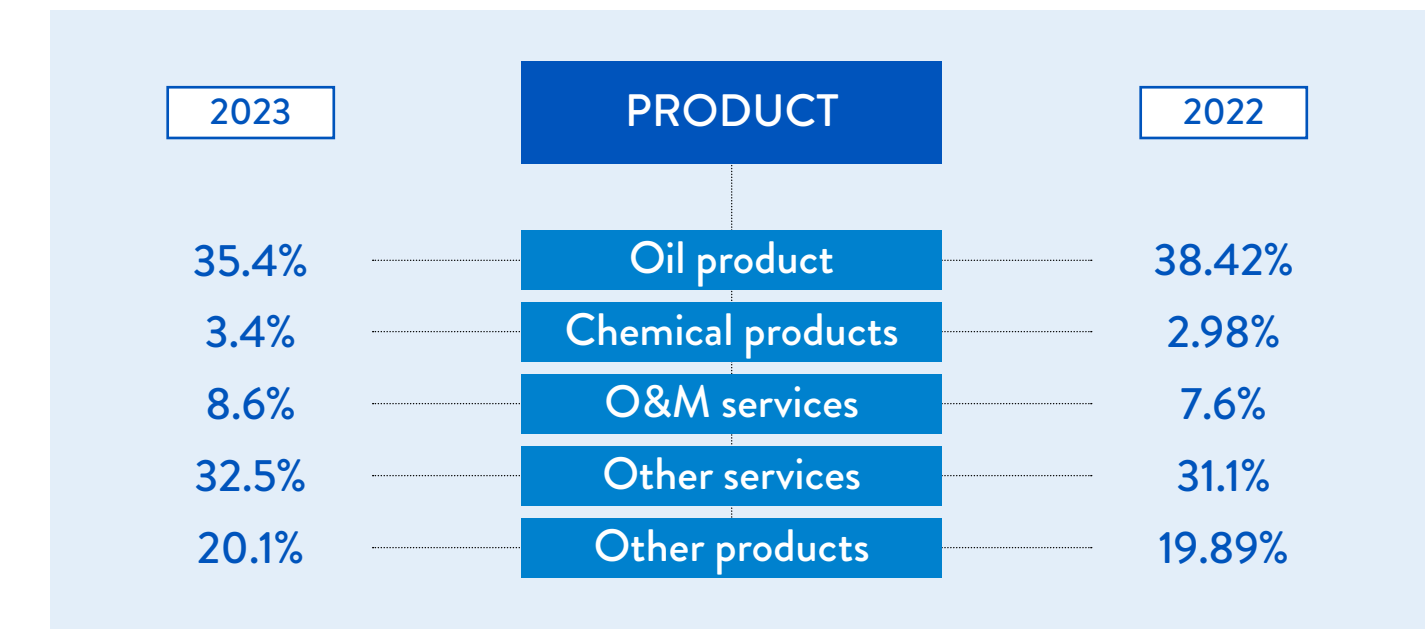 2023 PRODUCT 2022
35.4% Oil product 38.42%
3.4% Chemical products 2.98%
8.6% O&M services 7.6%
32.5% Other services 31.1%
20.1% Other products 19.89%